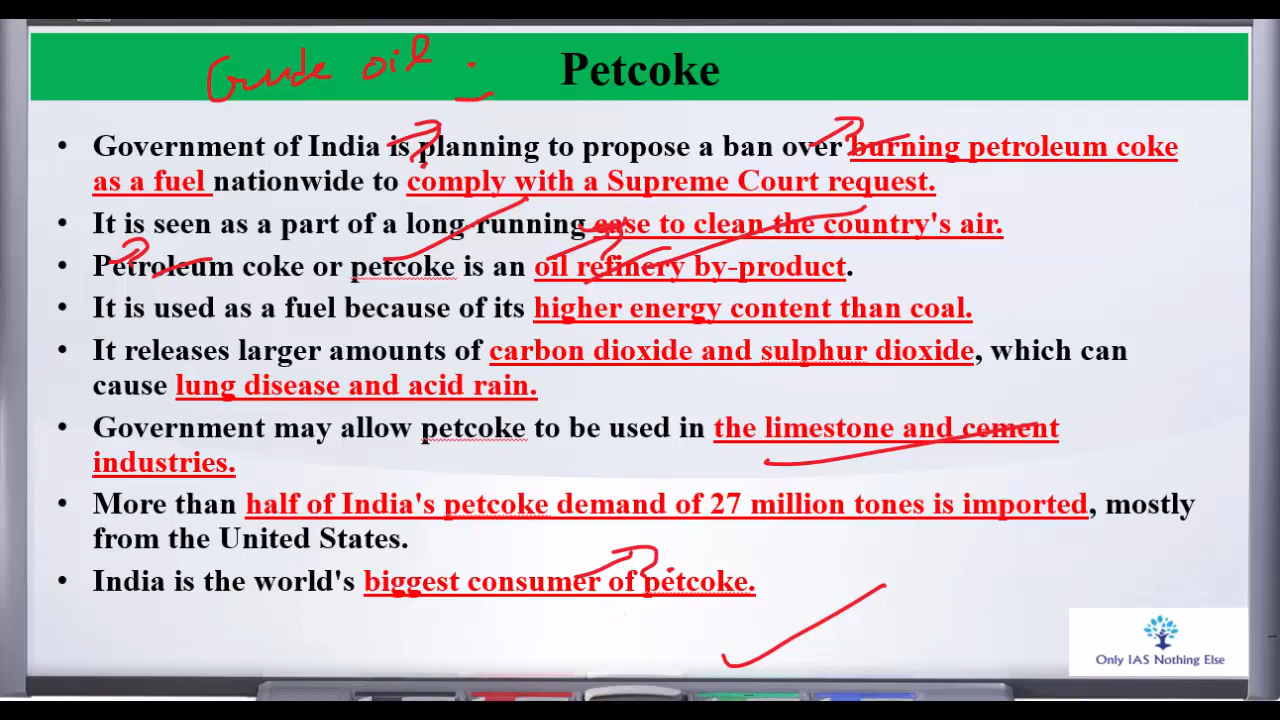 Crude oil
Petcoke
• Government of India is planning to propose a ban over burning petroleum coke
as a fuel nationwide to comply with a Supreme Court request.
• It is seen as a part of a long-running case to clean the country's air.
• Petroleum coke or petcoke is an oil refinery by-product.
• It is used as a fuel because of its higher energy content than coal.
• It releases larger amounts of carbon dioxide and sulphur dioxide, which can
cause lung disease and acid rain.
• Government may allow petcoke to be used in the limestone and cement
industries.
• More than half of India's petcoke demand of 27 million tones is imported, mostly
from the United States.
• India is the world's biggest consumer of petcoke.
Only IAS Nothing Else